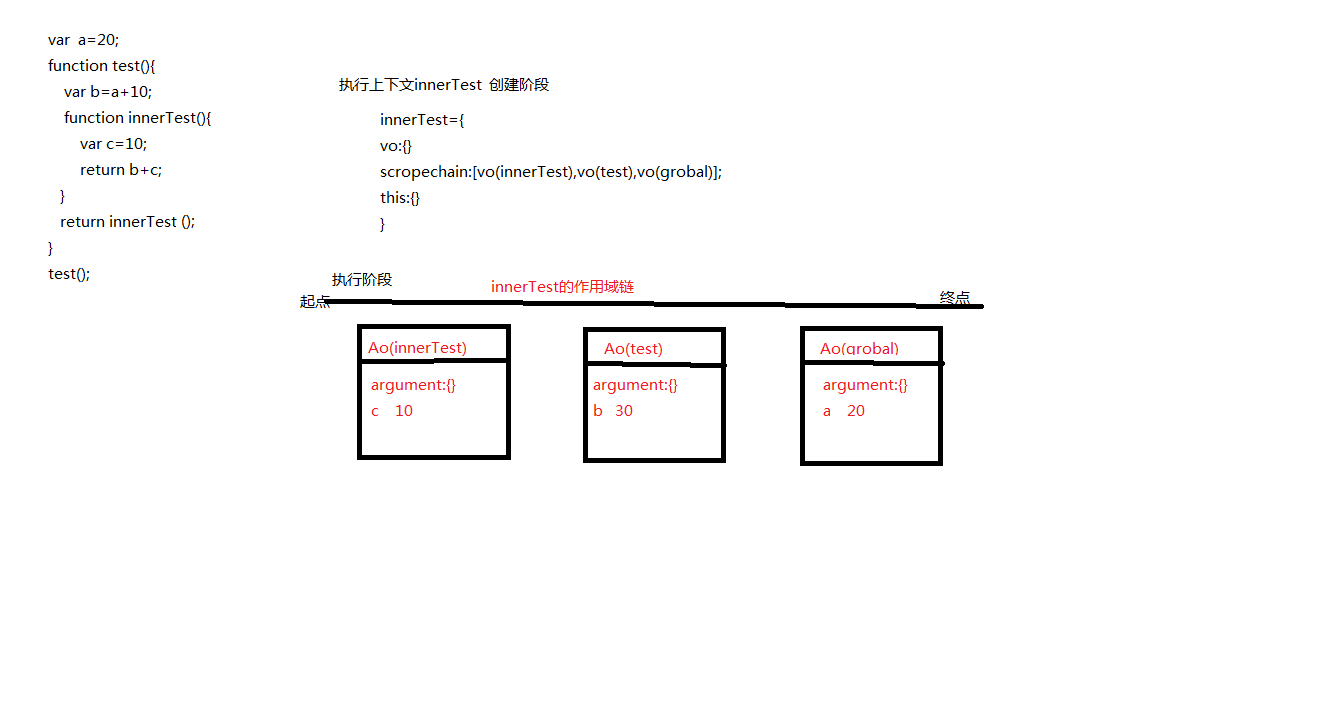 var  a=20;
function test(){
var b=a+10;
function innerTest(){
var c=10;
return b+c;
}
return innerTest ();
}
test();
执行上下文innerTest  创建阶段
innerTest={
vo:{}
scropechain:[vo(innerTest),vo(test),vo(grobal)];
this:{}
}
执行阶段
innerTest的作用域链
起点
终点
Ao(innerTest)
argument:{}
c    10
Ao(test)
argument:{}
b   30
Ao(grobal)
argument:{}
a    20